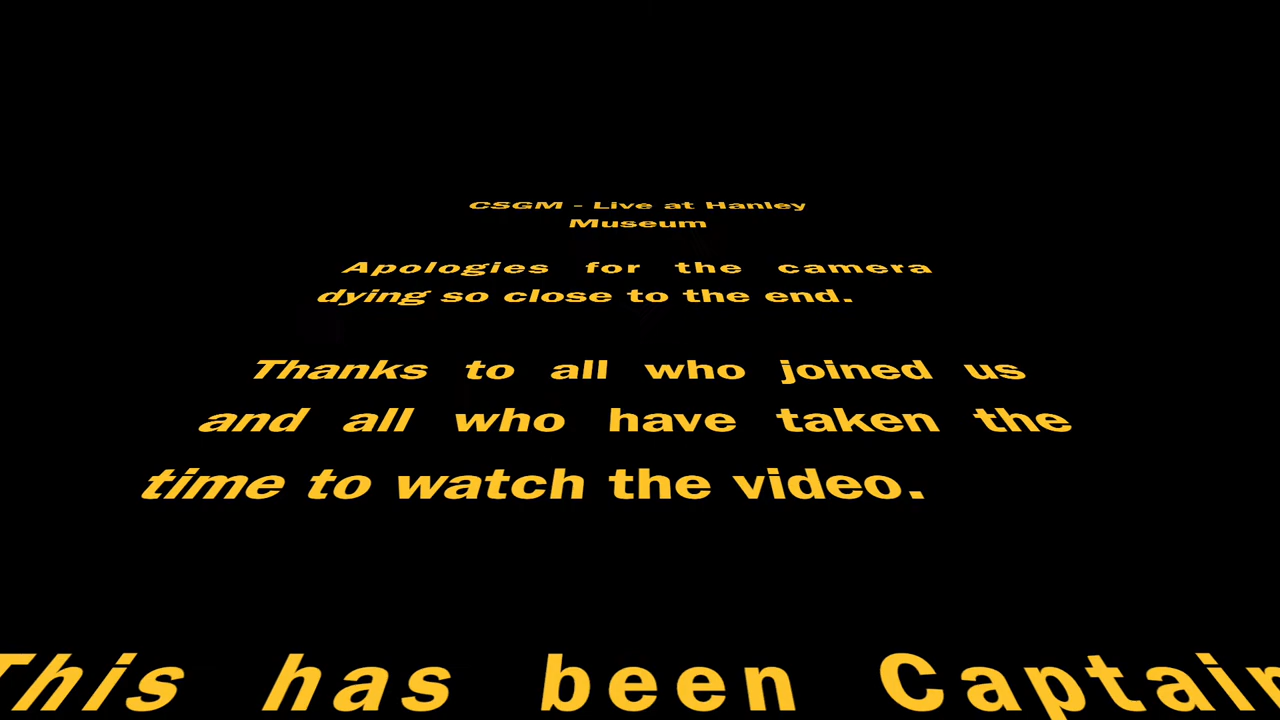 CSGM - Live at Hanley
Museum
Apologies for the camera
dying so close to the end.
Thanks to all who joined us
and all who have taken the
time to watch the video.
This has been Captain